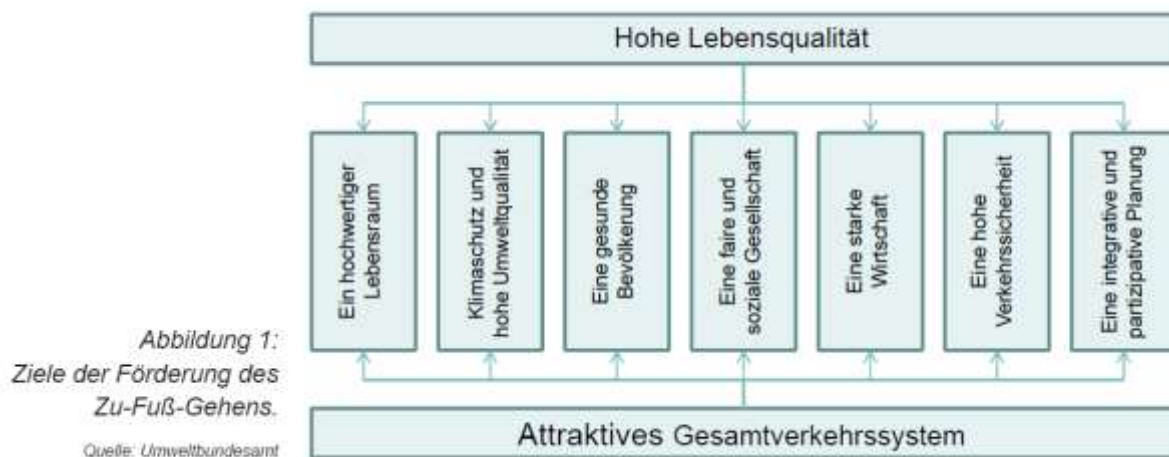 Hohe Lebensqualität
Ein hochwertiger
Lebensraum
Klimaschutz und
hohe Umweltqualität
Eine gesunde
Bevölkerung
Eine faire und
soziale Gesellschaft
Eine starke
Wirtschaft
Eine hohe
Verkehrssicherheit
Eine integrative und
partizipative Planung
Attraktives Gesamtverkehrssystem
Abbildung 1:
Ziele der Förderung des
Zu-Fuß-Gehens.
Quelle: Umweltbundesamt